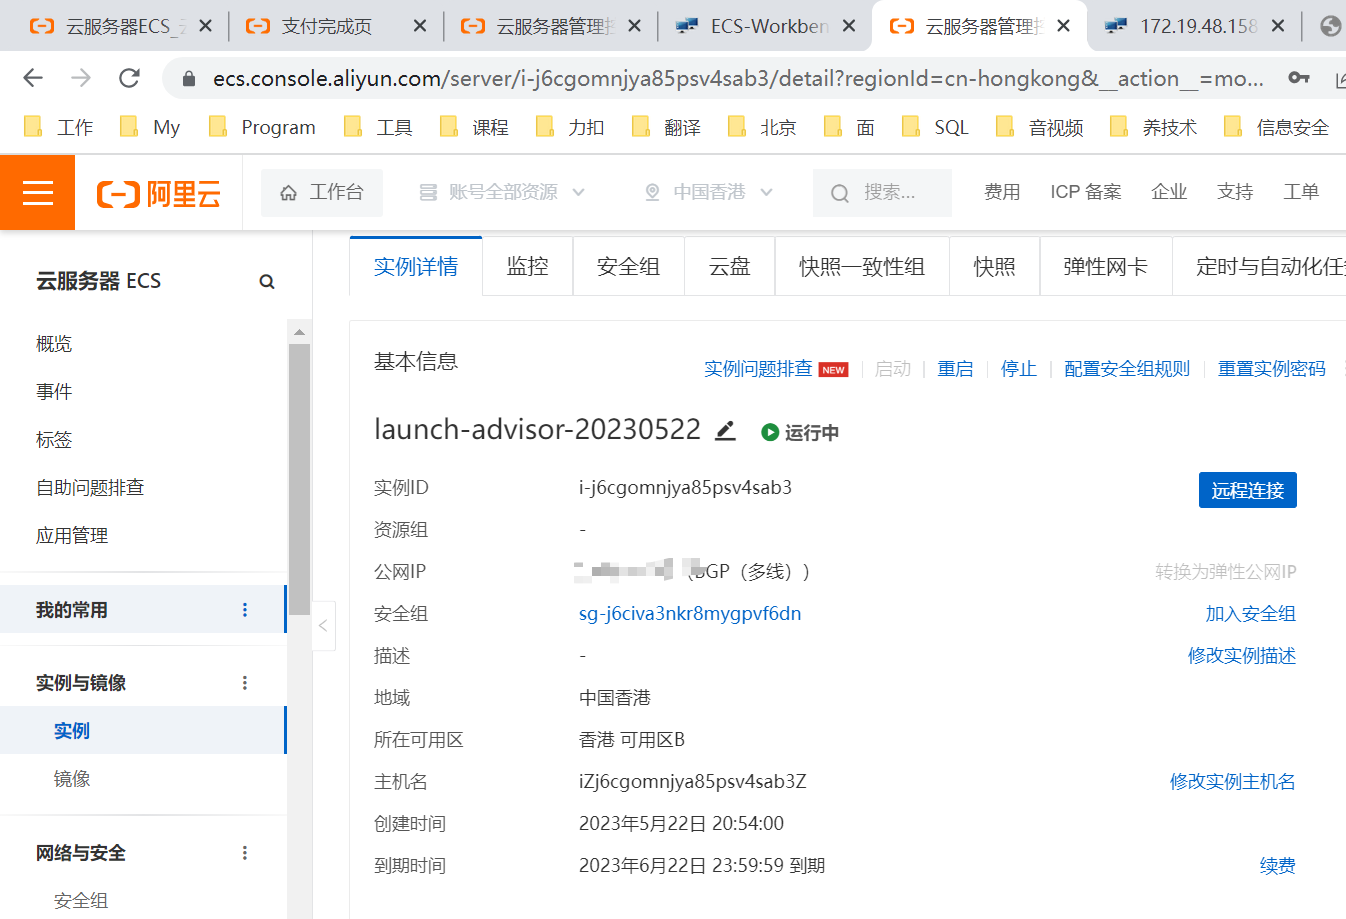 云服务器ECS_
支付完成页
云服务器管理
ECS-Workben
云服务器管理
172.19.48.158
ecs.console.aliyun.com/server/i-j6cgomnjya85psv4sab3/detail?regionId=cn-hongkong&__action__=mo...
工作
My
Program
工具
课程
力扣
翻译
北京
面
SQL
音视频
养技术
信息安全
阿里云
工作台
账号全部资源
中国香港
搜索...
费用
ICP 备案
企业
支持
工单
云服务器 ECS
概览
事件
标签
自助问题排查
应用管理
我的常用
实例与镜像
实例
镜像
网络与安全
安全组
实例详情
监控
安全组
云盘
快照一致性组
快照
弹性网卡
定时与自动化任
基本信息
实例问题排查 NEW
启动
重启
停止
配置安全组规则
重置实例密码
launch-advisor-20230522
运行中
实例ID i-j6cgomnjya85psv4sab3 远程连接
资源组 -
公网IP BGP（多线）） 转换为弹性公网IP
安全组 sg-j6civa3nkr8mygpvf6dn 加入安全组
描述 - 修改实例描述
地域 中国香港
所在可用区 香港 可用区B
主机名 iZj6cgomnjya85psv4sab3Z 修改实例主机名
创建时间 2023年5月22日 20:54:00
到期时间 2023年6月22日 23:59:59 到期 续费